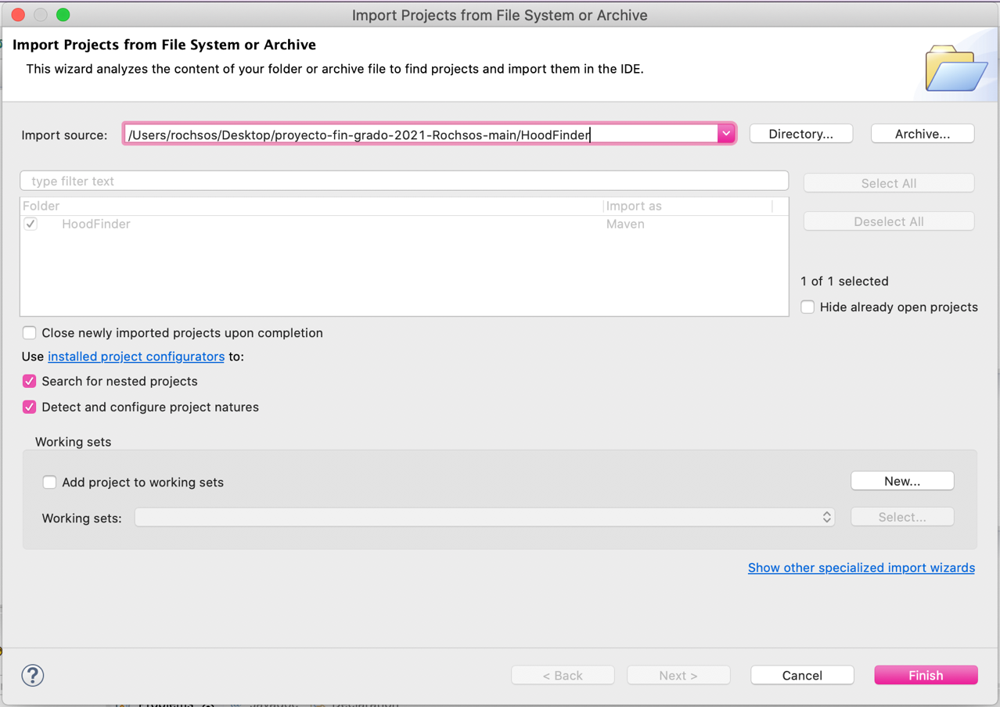 Import Projects from File System or Archive
Import Projects from File System or Archive
This wizard analyzes the content of your folder or archive file to find projects and import them in the IDE.
Import source: /Users/rochsos/Desktop/proyecto-fin-grado-2021-Rochsos-main/HoodFinder Directory... Archive...
type filter text Select All
Folder Import as
HoodFinder Maven Deselect All
1 of 1 selected
Hide already open projects
Close newly imported projects upon completion
Use installed project configurators to:
Search for nested projects
Detect and configure project natures
Working sets
Add project to working sets New...
Working sets: Select...
Show other specialized import wizards
? < Back Next > Cancel Finish
Problems Javadoc Declaration